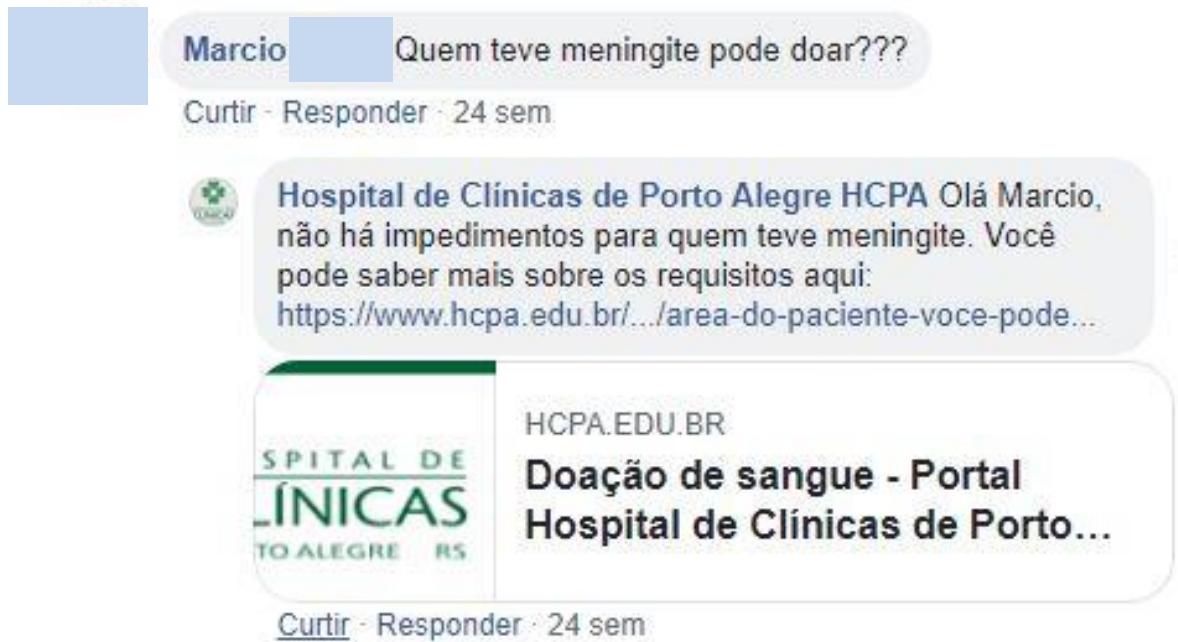 Marcio Quem teve meningite pode doar???
Curtir · Responder · 24 sem
Hospital de Clínicas de Porto Alegre HCPA Olá Marcio,
não há impedimentos para quem teve meningite. Você
pode saber mais sobre os requisitos aqui:
https://www.hcpa.edu.br/.../area-do-paciente-voce-pode...
SPITAL DE
LÍNICAS
TO ALEGRE RS
HCPA.EDU.BR
Doação de sangue - Portal
Hospital de Clínicas de Porto...
Curtir · Responder · 24 sem